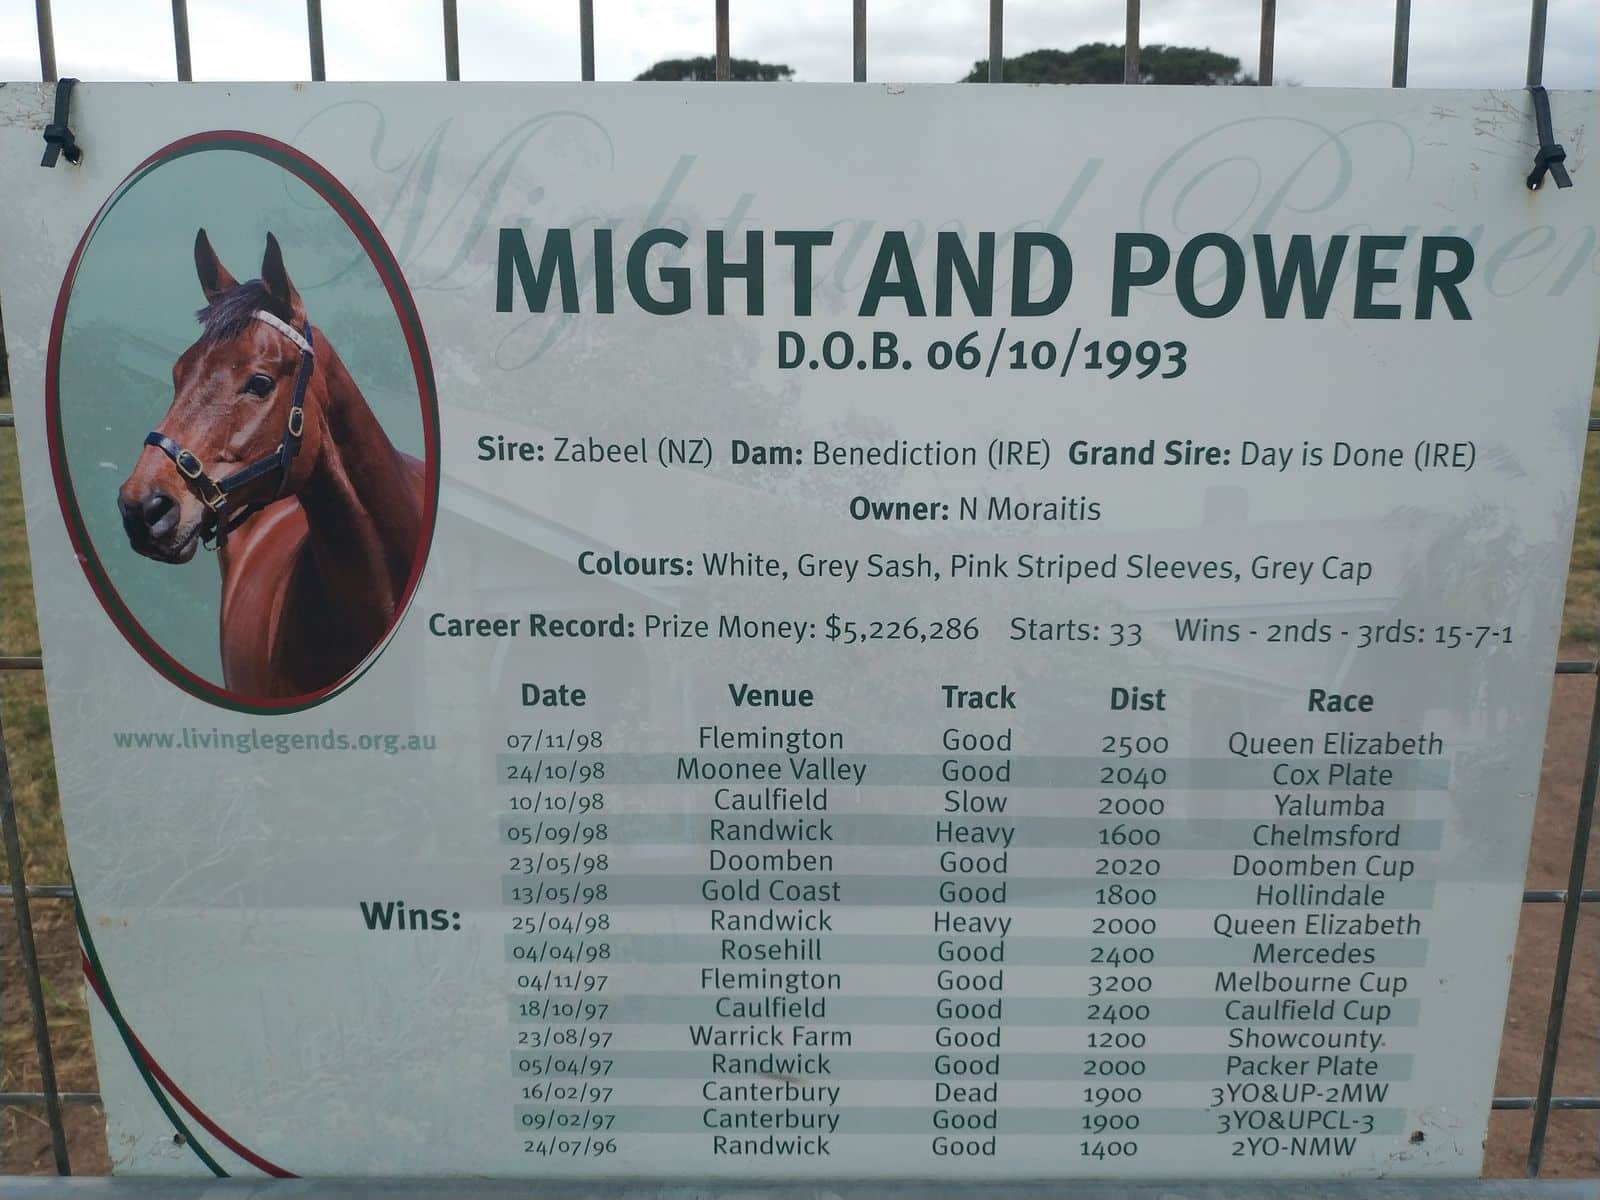 Might and Power
MIGHT AND POWER
D.O.B. 06/10/1993
Sire: Zabeel (NZ) Dam: Benediction (IRE) Grand Sire: Day is Done (IRE)
Owner: N Moraitis
Colours: White, Grey Sash, Pink Striped Sleeves, Grey Cap
Career Record: Prize Money: $5,226,286 Starts: 33 Wins - 2nds - 3rds: 15-7-1
www.livinglegends.org.au
Wins:
Date Venue Track Dist Race
07/11/98 Flemington Good 2500 Queen Elizabeth
24/10/98 Moonee Valley Good 2040 Cox Plate
10/10/98 Caulfield Slow 2000 Yalumba
05/09/98 Randwick Heavy 1600 Chelmsford
23/05/98 Doomben Good 2020 Doomben Cup
13/05/98 Gold Coast Good 1800 Hollindale
25/04/98 Randwick Heavy 2000 Queen Elizabeth
04/04/98 Rosehill Good 2400 Mercedes
04/11/97 Flemington Good 3200 Melbourne Cup
18/10/97 Caulfield Good 2400 Caulfield Cup
23/08/97 Warrick Farm Good 1200 Showcounty
05/04/97 Randwick Good 2000 Packer Plate
16/02/97 Canterbury Dead 1900 3YO&UP-2MW
09/02/97 Canterbury Good 1900 3YO&UPCL-3
24/07/96 Randwick Good 1400 2YO-NMW